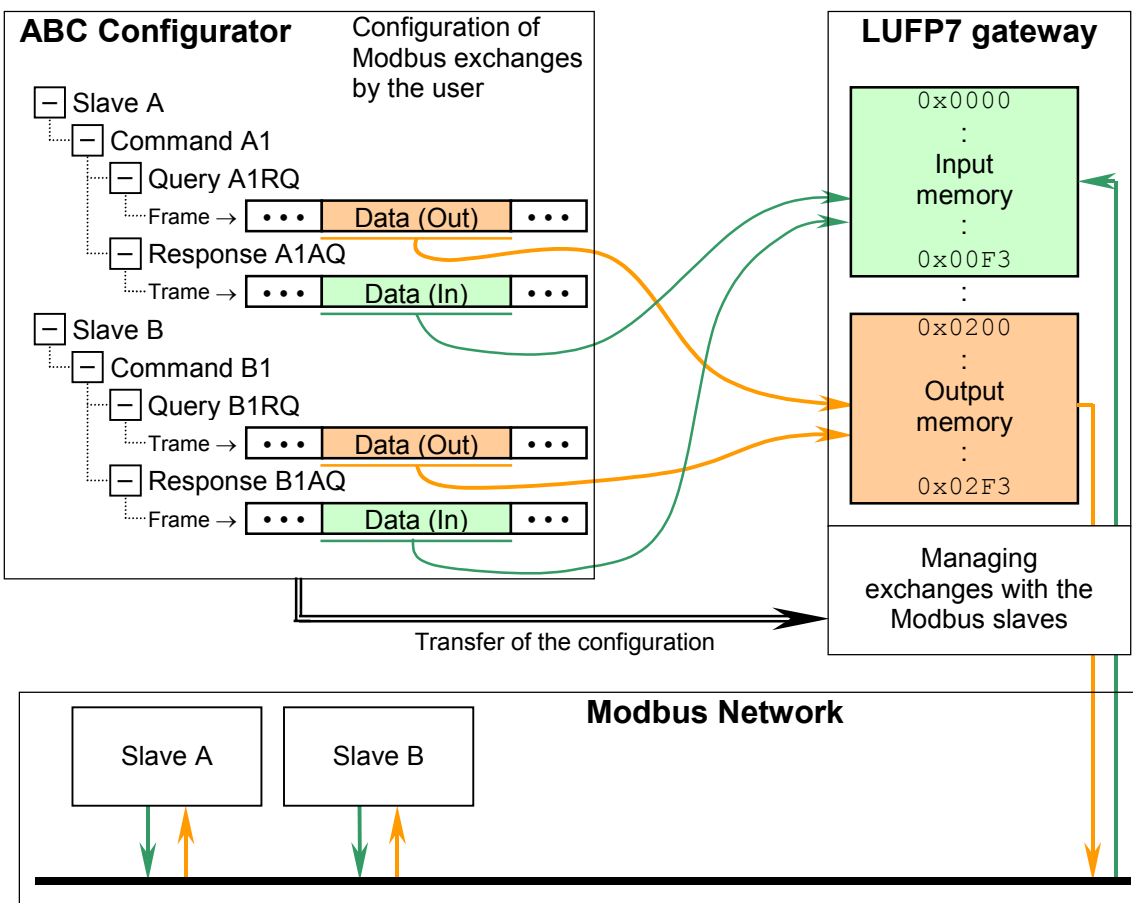 ABC Configurator
Configuration of
Modbus exchanges
by the user
− Slave A
− Command A1
− Query A1RQ
Frame → • • • Data (Out) • • •
− Response A1AQ
Trame → • • • Data (In) • • •
− Slave B
− Command B1
− Query B1RQ
Trame → • • • Data (Out) • • •
− Response B1AQ
Frame → • • • Data (In) • • •
Transfer of the configuration
LUFP7 gateway
0x0000
:
Input
memory
:
0x00F3
:
0x0200
:
Output
memory
:
0x02F3
Managing
exchanges with the
Modbus slaves
Modbus Network
Slave A
Slave B